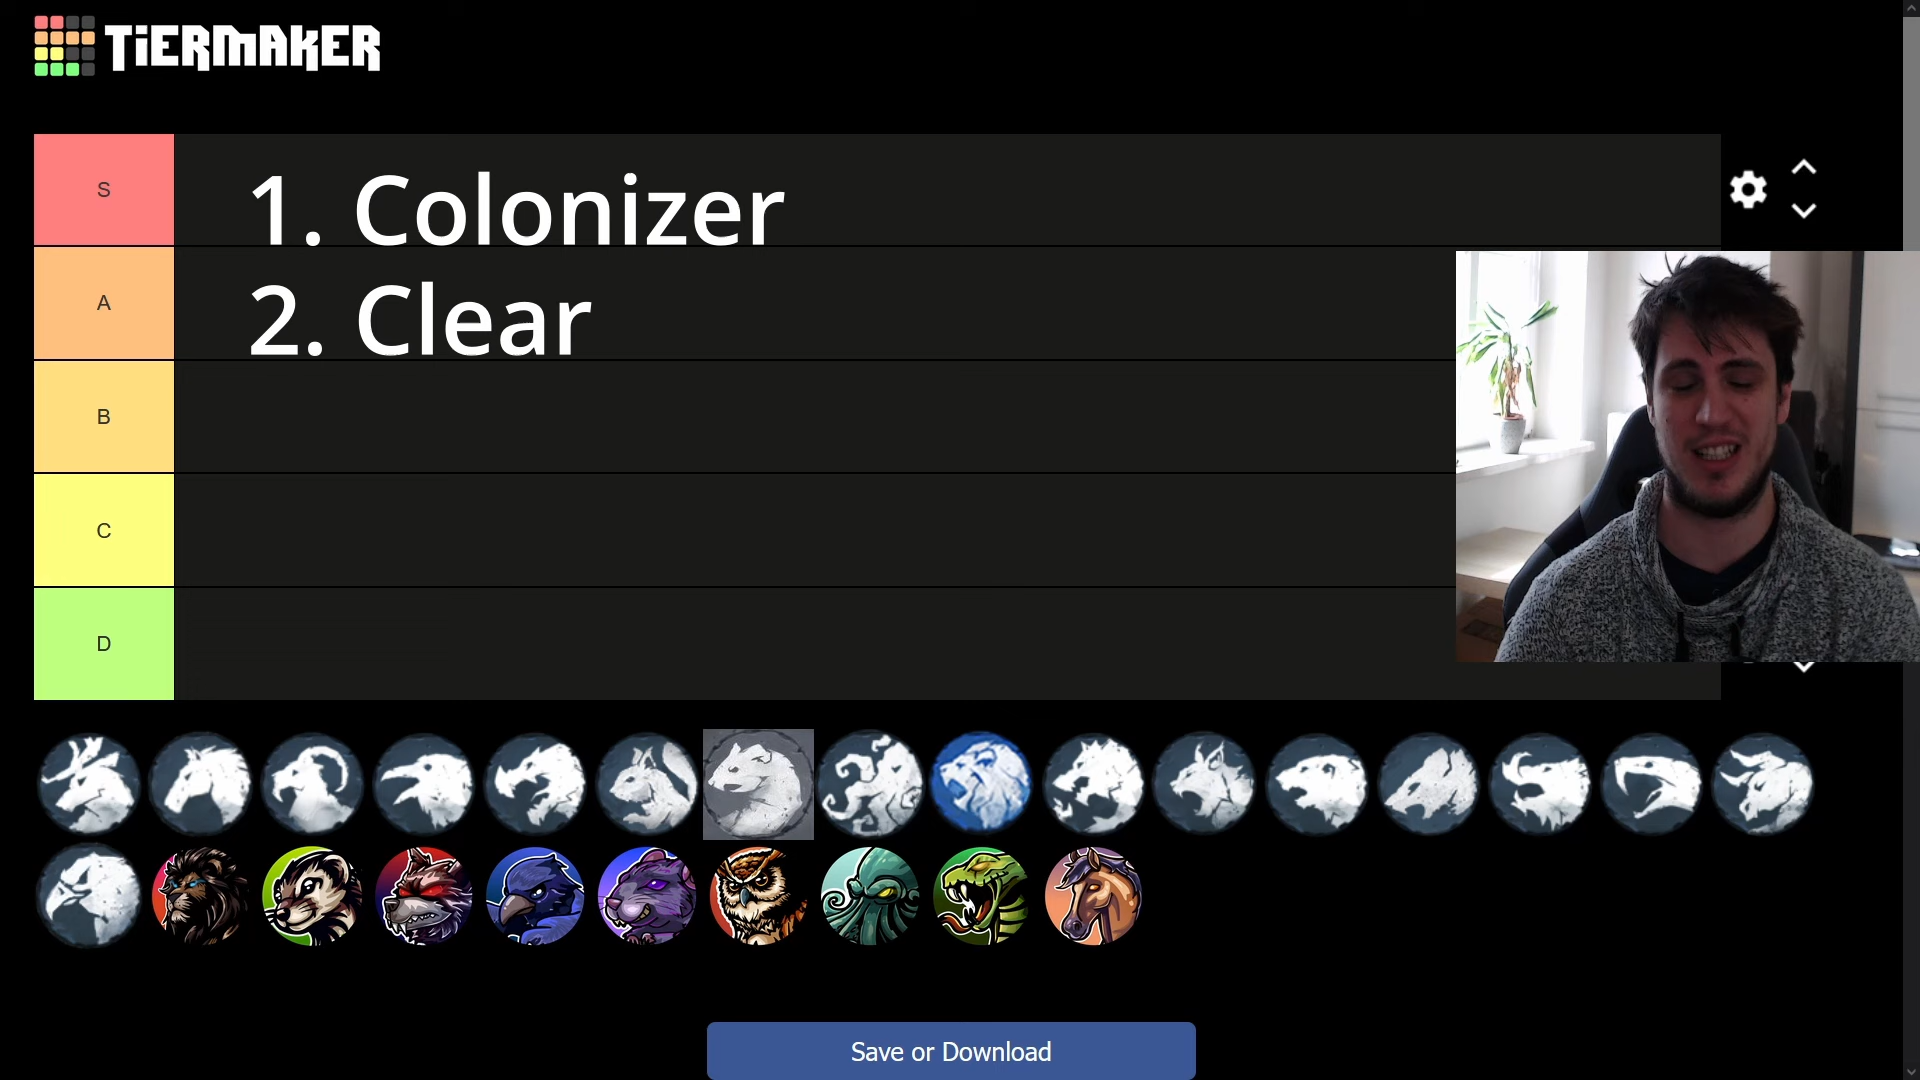 TiERMAKER
S
1. Colonizer
A
2. Clear
B
C
D
Save or Download